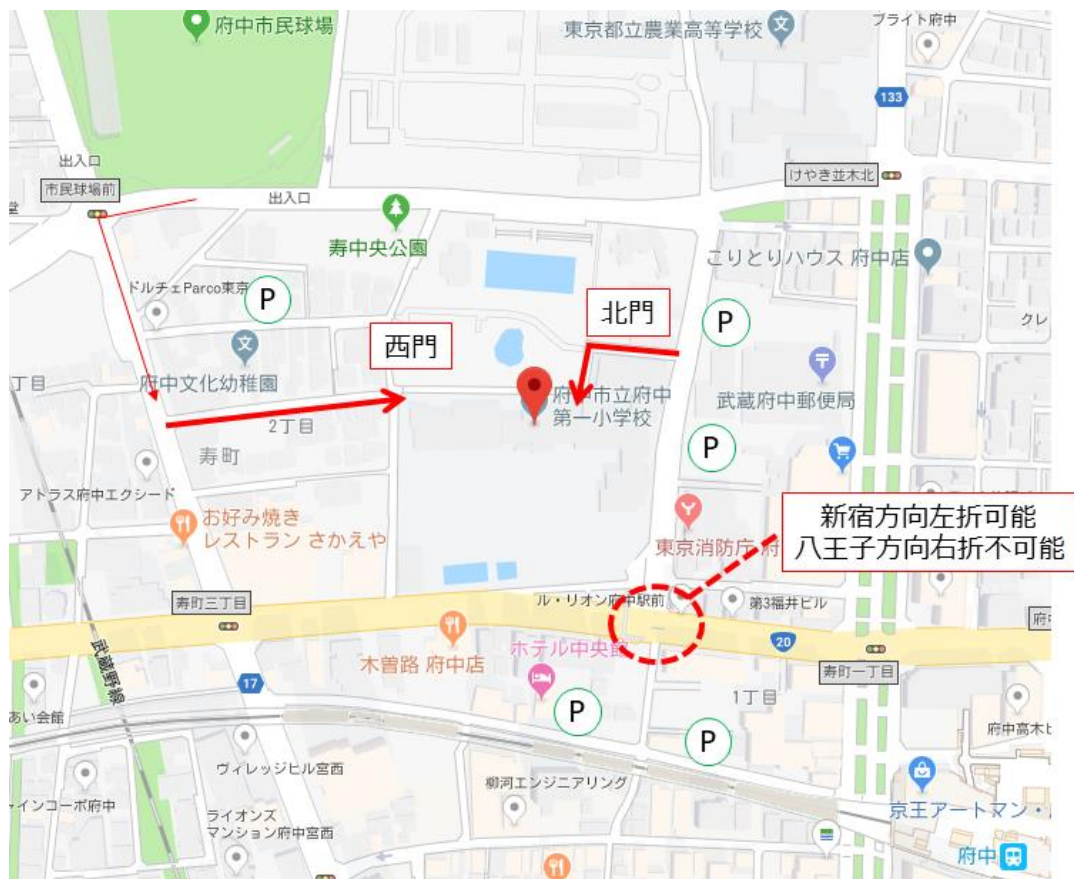 府中市民球場
東京都立農業高等学校
ブライト府中
133
出入口
市民球場前
堂
出入口
けやき並木北
寿中央公園
こりとりハウス 府中店
ドルチェParco東京
P
P
北門
クレ
西門
丁目
府中文化幼稚園
府中市立府中
第一小学校
武蔵府中郵便局
2丁目
寿町
P
アトラス府中エクシード
お好み焼き
レストラン さかえや
東京消防庁 府
新宿方向左折可能
八王子方向右折不可能
寿町三丁目
ル・リオン府中駅前
第3福井ビル
府中
木曽路 府中店
ホテル中央館
20
寿町一丁目
武蔵野線
17
1丁目
P
P
あい会館
府中高木ビ
ヴィレッジビル宮西
柳河エンジニアリング
ャインコーポ府中
ライオンズ
マンション府中宮西
京王アートマン・
府中